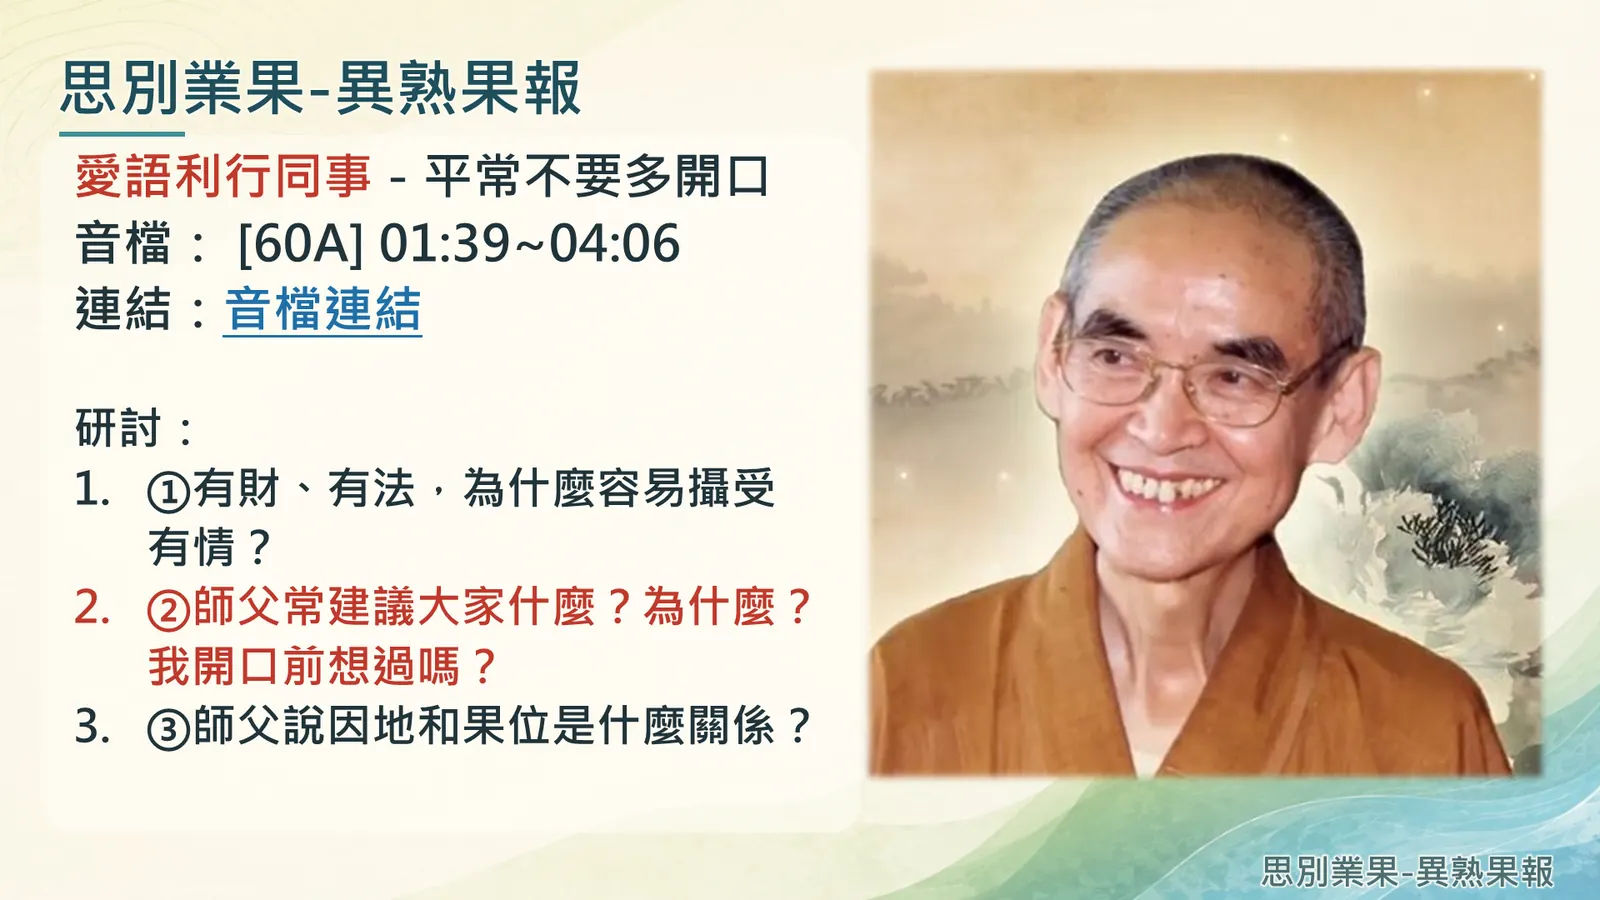 思別業果-異熟果報
愛語利行同事 - 平常不要多開口
音檔： [60A] 01:39~04:06
連結：音檔連結
研討：
1. ①有財、有法，為什麼容易攝受
有情？
2. ②師父常建議大家什麼？為什麼？
我開口前想過嗎？
3. ③師父說因地和果位是什麼關係？
思別業果-異熟果報